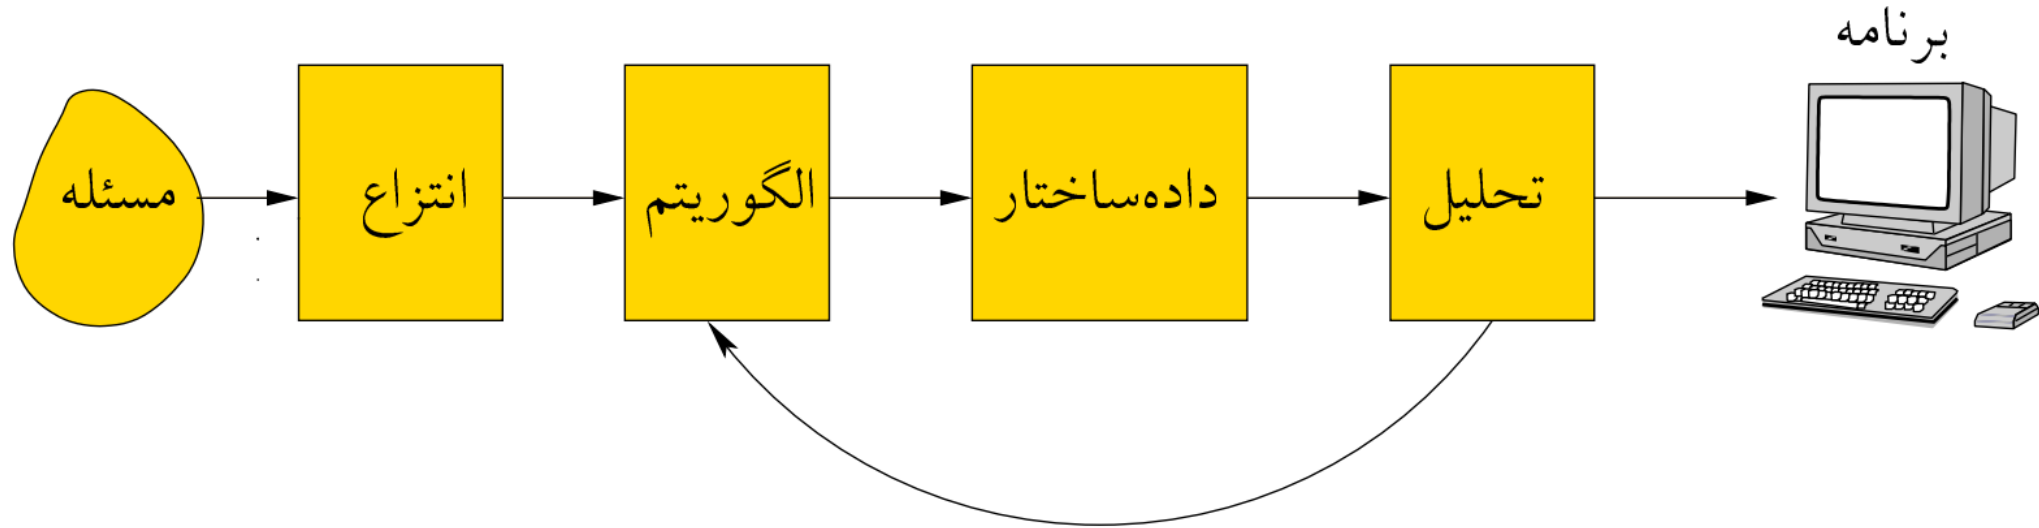 برنامه
مسئله
انتزاع
الگوریتم
داده‌ساختار
تحلیل